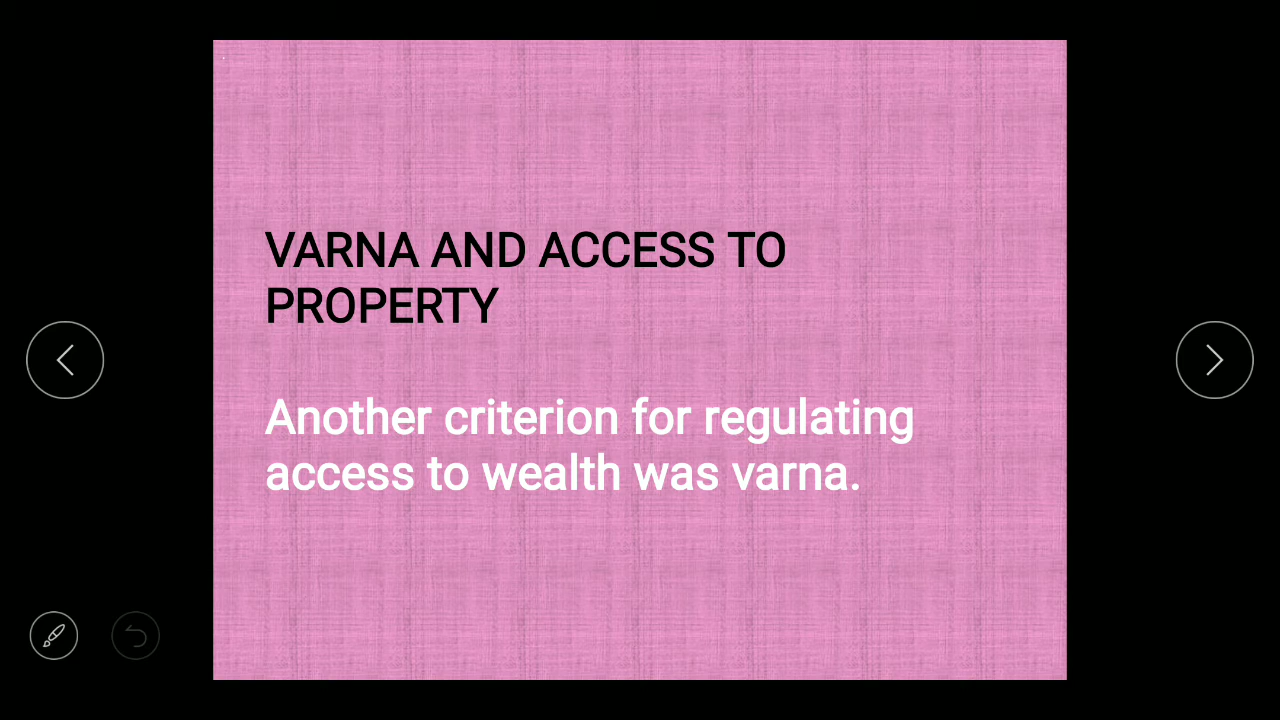 VARNA AND ACCESS TO
PROPERTY
Another criterion for regulating
access to wealth was varna.